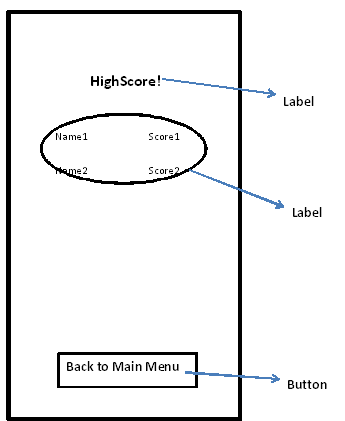 HighScore!
Label
Name1 Score1
Name2 Score2
Label
Back to Main Menu
Button